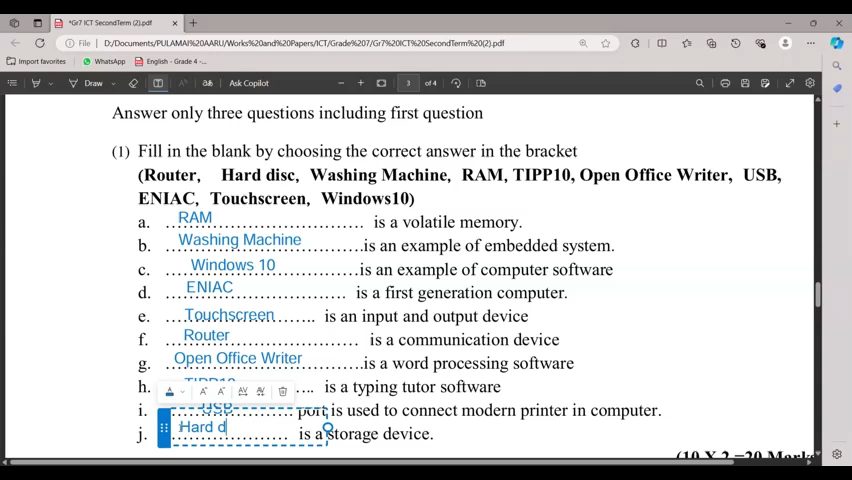 *Gr7 ICT SecondTerm (2).pdf
File D:/Documents/PULAMAI%20AARU/Works%20and%20Papers/ICT/Grade%207/Gr7%20ICT%20SecondTerm%20(2).pdf
Import favorites WhatsApp English - Grade 4 -...
Draw Ask Copilot 3 of 4
Answer only three questions including first question
(1) Fill in the blank by choosing the correct answer in the bracket
(Router, Hard disc, Washing Machine, RAM, TIPP10, Open Office Writer, USB,
ENIAC, Touchscreen, Windows10)
a. RAM is a volatile memory.
b. Washing Machine is an example of embedded system.
c. Windows 10 is an example of computer software
d. ENIAC is a first generation computer.
e. Touchscreen is an input and output device
f. Router is a communication device
g. Open Office Writer is a word processing software
h. TIPP10 is a typing tutor software
i. USB port is used to connect modern printer in computer.
j. Hard d is a storage device.
(10 X 2 =20 Marks